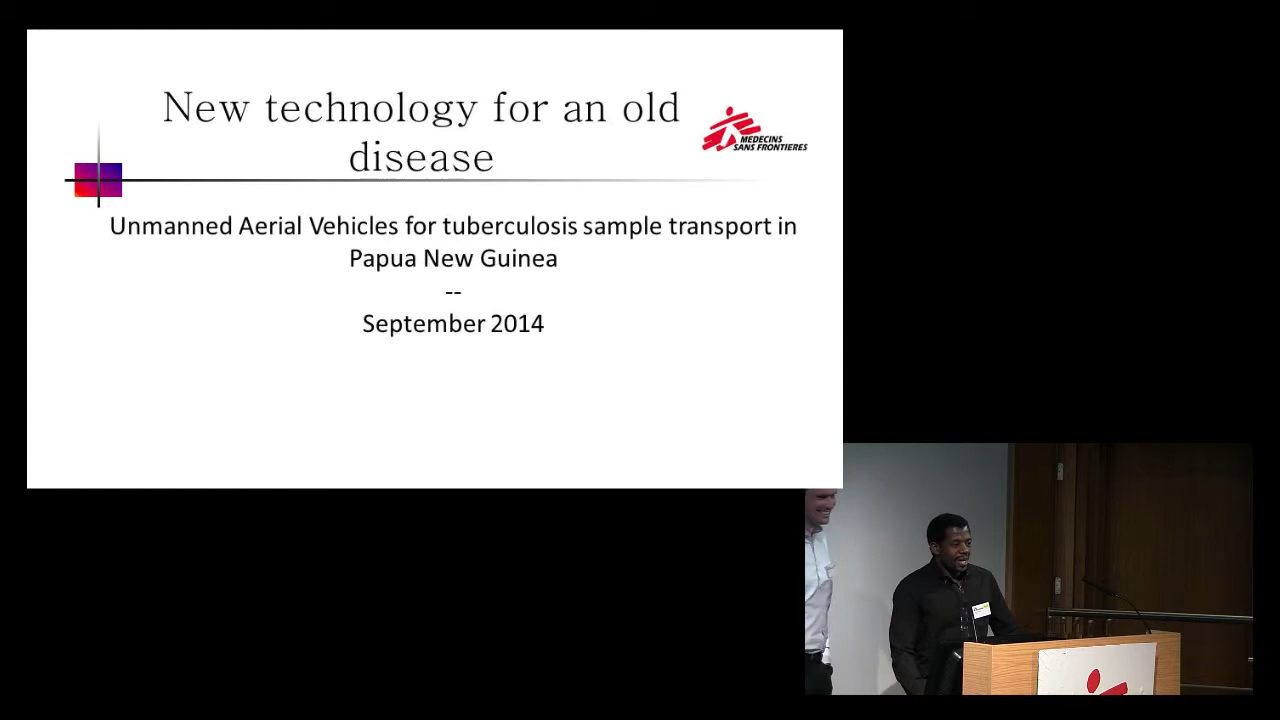 New technology for an old
disease
MEDECINS
SANS FRONTIERES
Unmanned Aerial Vehicles for tuberculosis sample transport in
Papua New Guinea
--
September 2014